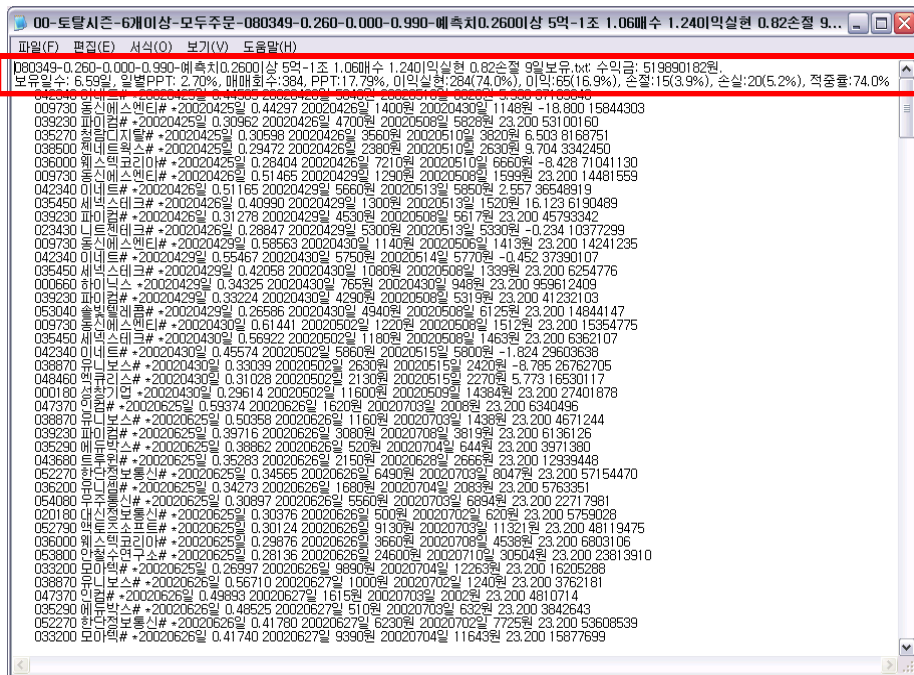 00-토탈시즌-6개이상-모두주문-080349-0.260-0.000-0.990-예측치0.2600이상 5억-1조 1.06매수 1.240이익실현 0.82손절 9...
파일(F) 편집(E) 서식(O) 보기(V) 도움말(H)
080349-0.260-0.000-0.990-예측치0.2600이상 5억-1조 1.06매수 1.240이익실현 0.82손절 9일보유.txt: 수익금: 519890182원.
보유일수: 6.59일, 일별PPT: 2.70%, 매매회수:384, PPT:17.79%, 이익실현:284(74.0%), 이익:65(16.9%), 손절:15(3.9%), 손실:20(5.2%), 적중율:74.0%
009730 동신에스엔티# *20020425일 0.44297 20020426일 1400원 20020430일 1148원 -18.800 15844303
039230 파이컴# *20020425일 0.30962 20020426일 4700원 20020508일 5828원 23.200 53100160
035270 청람디지탈# *20020425일 0.30598 20020426일 3560원 20020510일 3820원 6.503 8168751
038500 젠네트웍스# *20020425일 0.29472 20020426일 2380원 20020510일 2630원 9.704 3342450
036000 웨스텍코리아# *20020425일 0.28404 20020426일 7210원 20020510일 6660원 -8.428 71041130
009730 동신에스엔티# *20020426일 0.51465 20020429일 1290원 20020508일 1599원 23.200 14481559
042340 이네트# *20020426일 0.51165 20020429일 5660원 20020513일 5850원 2.557 36548919
035450 세넥스테크# *20020426일 0.40990 20020429일 1300원 20020513일 1520원 16.123 6190489
039230 파이컴# *20020426일 0.31278 20020429일 4530원 20020508일 5617원 23.200 45793342
023430 니트젠테크# *20020426일 0.28847 20020429일 5300원 20020513일 5330원 -0.234 10377299
009730 동신에스엔티# *20020429일 0.58563 20020430일 1140원 20020506일 1413원 23.200 14241235
042340 이네트# *20020429일 0.55467 20020430일 5750원 20020514일 5770원 -0.452 37390107
035450 세넥스테크# *20020429일 0.42058 20020430일 1080원 20020508일 1339원 23.200 6254776
000660 하이닉스 *20020429일 0.34325 20020430일 765원 20020430일 948원 23.200 959612409
039230 파이컴# *20020429일 0.33224 20020430일 4290원 20020508일 5319원 23.200 41232103
053040 솔빛텔레콤# *20020429일 0.26586 20020430일 4940원 20020508일 6125원 23.200 14844147
009730 동신에스엔티# *20020430일 0.61441 20020502일 1220원 20020508일 1512원 23.200 15354775
035450 세넥스테크# *20020430일 0.56922 20020502일 1180원 20020508일 1463원 23.200 6362107
042340 이네트# *20020430일 0.45574 20020502일 5860원 20020515일 5800원 -1.824 29603638
038870 유니보스# *20020430일 0.33039 20020502일 2630원 20020515일 2420원 -8.785 26762705
048460 엑큐리스# *20020430일 0.31028 20020502일 2130원 20020515일 2270원 5.773 16530117
000180 성창기업 *20020430일 0.29614 20020502일 11600원 20020509일 14384원 23.200 27401878
047370 인컴# *20020625일 0.59374 20020626일 1620원 20020703일 2008원 23.200 6340496
038870 유니보스# *20020625일 0.50358 20020626일 1160원 20020703일 1438원 23.200 4671244
039230 파이컴# *20020625일 0.39716 20020626일 3080원 20020708일 3819원 23.200 6136126
035290 에듀박스# *20020625일 0.38862 20020626일 520원 20020704일 644원 23.200 3971380
043680 트루윈# *20020625일 0.35283 20020626일 2150원 20020628일 2666원 23.200 12939448
052270 한단정보통신# *20020625일 0.34565 20020626일 6490원 20020703일 8047원 23.200 57154470
036200 유니셈# *20020625일 0.34273 20020626일 1680원 20020704일 2083원 23.200 5763351
054080 우주통신# *20020625일 0.30897 20020626일 5560원 20020703일 6894원 23.200 22717981
020180 대신정보통신# *20020625일 0.30376 20020626일 500원 20020702일 620원 23.200 5759028
052790 액토즈소프트# *20020625일 0.30124 20020626일 9130원 20020703일 11321원 23.200 48119475
036000 웨스텍코리아# *20020625일 0.29876 20020626일 3660원 20020708일 4538원 23.200 6803106
053800 안철수연구소# *20020625일 0.28136 20020626일 24600원 20020710일 30504원 23.200 23813910
033200 모아텍# *20020625일 0.26997 20020626일 9890원 20020704일 12263원 23.200 16205288
038870 유니보스# *20020626일 0.56710 20020627일 1000원 20020702일 1240원 23.200 3762181
047370 인컴# *20020626일 0.49893 20020627일 1615원 20020703일 2002원 23.200 4810714
035290 에듀박스# *20020626일 0.48525 20020627일 510원 20020703일 632원 23.200 3842643
052270 한단정보통신# *20020626일 0.41780 20020627일 6230원 20020702일 7725원 23.200 53608539
033200 모아텍# *20020626일 0.41740 20020627일 9390원 20020704일 11643원 23.200 15877699